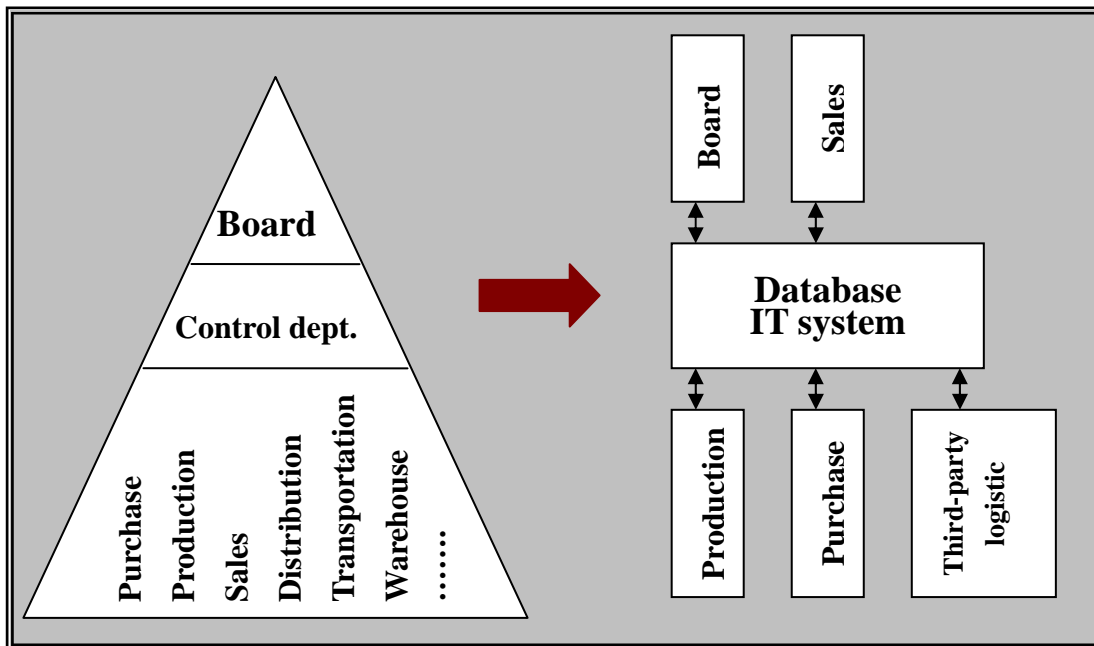 Board
Control dept.
Purchase
Production
Sales
Distribution
Transportation
Warehouse
.......
Board
Sales
Database
IT system
Production
Purchase
Third-party
logistic